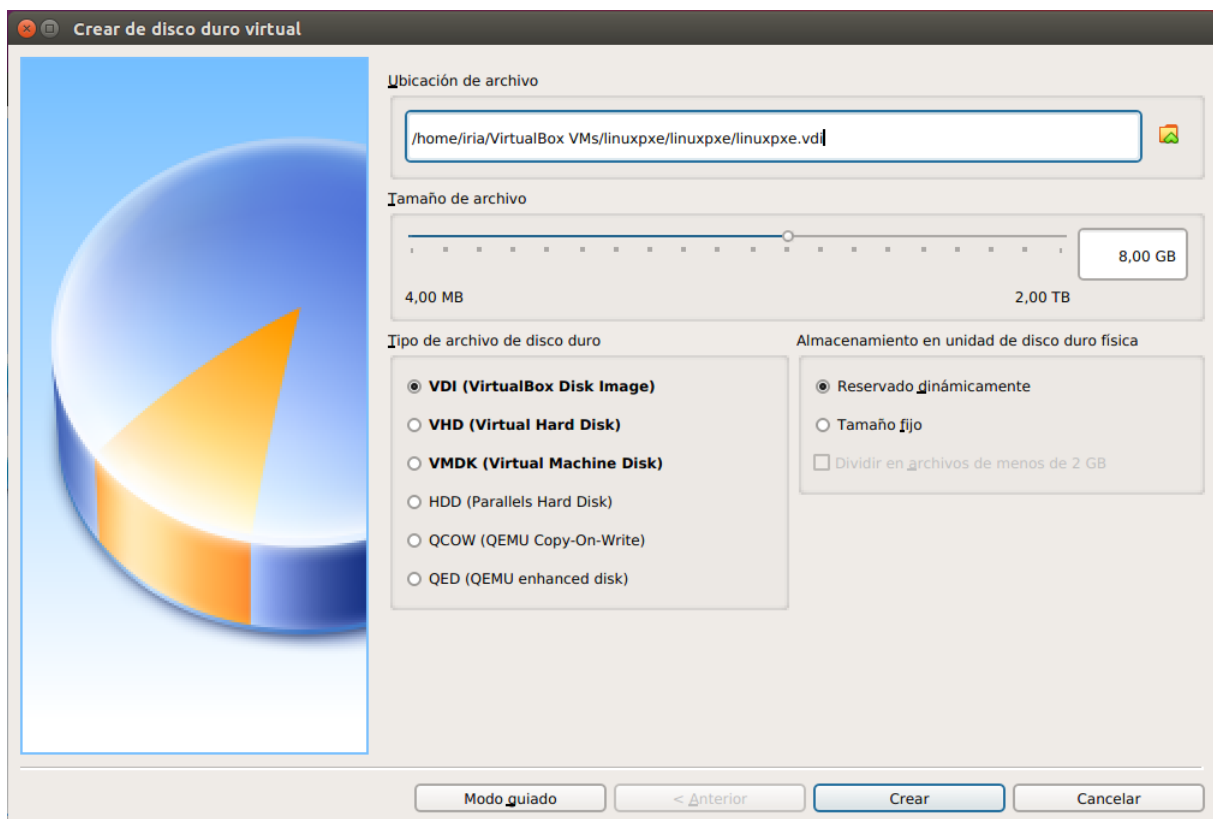 Crear de disco duro virtual
Ubicación de archivo
/home/iria/VirtualBox VMs/linuxpxe/linuxpxe/linuxpxe.vdi
Tamaño de archivo
8,00 GB
4,00 MB 2,00 TB
Tipo de archivo de disco duro
VDI (VirtualBox Disk Image)
VHD (Virtual Hard Disk)
VMDK (Virtual Machine Disk)
HDD (Parallels Hard Disk)
QCOW (QEMU Copy-On-Write)
QED (QEMU enhanced disk)
Almacenamiento en unidad de disco duro física
Reservado dinámicamente
Tamaño fijo
Dividir en archivos de menos de 2 GB
Modo guiado < Anterior Crear Cancelar